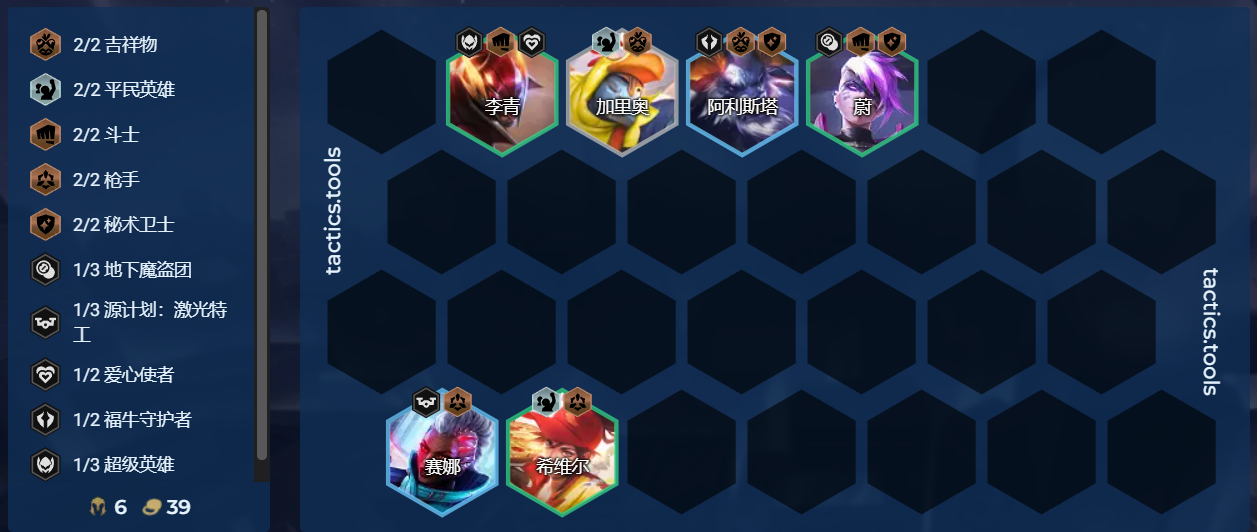 2/2 吉祥物
2/2 平民英雄
2/2 斗士
2/2 枪手
2/2 秘术卫士
1/3 地下魔盗团
1/3 源计划：激光特
工
1/2 爱心使者
1/2 福牛守护者
1/3 超级英雄
6 39
李青 加里奥 阿利斯塔 蔚
tactics.tools
tactics.tools
赛娜 希维尔